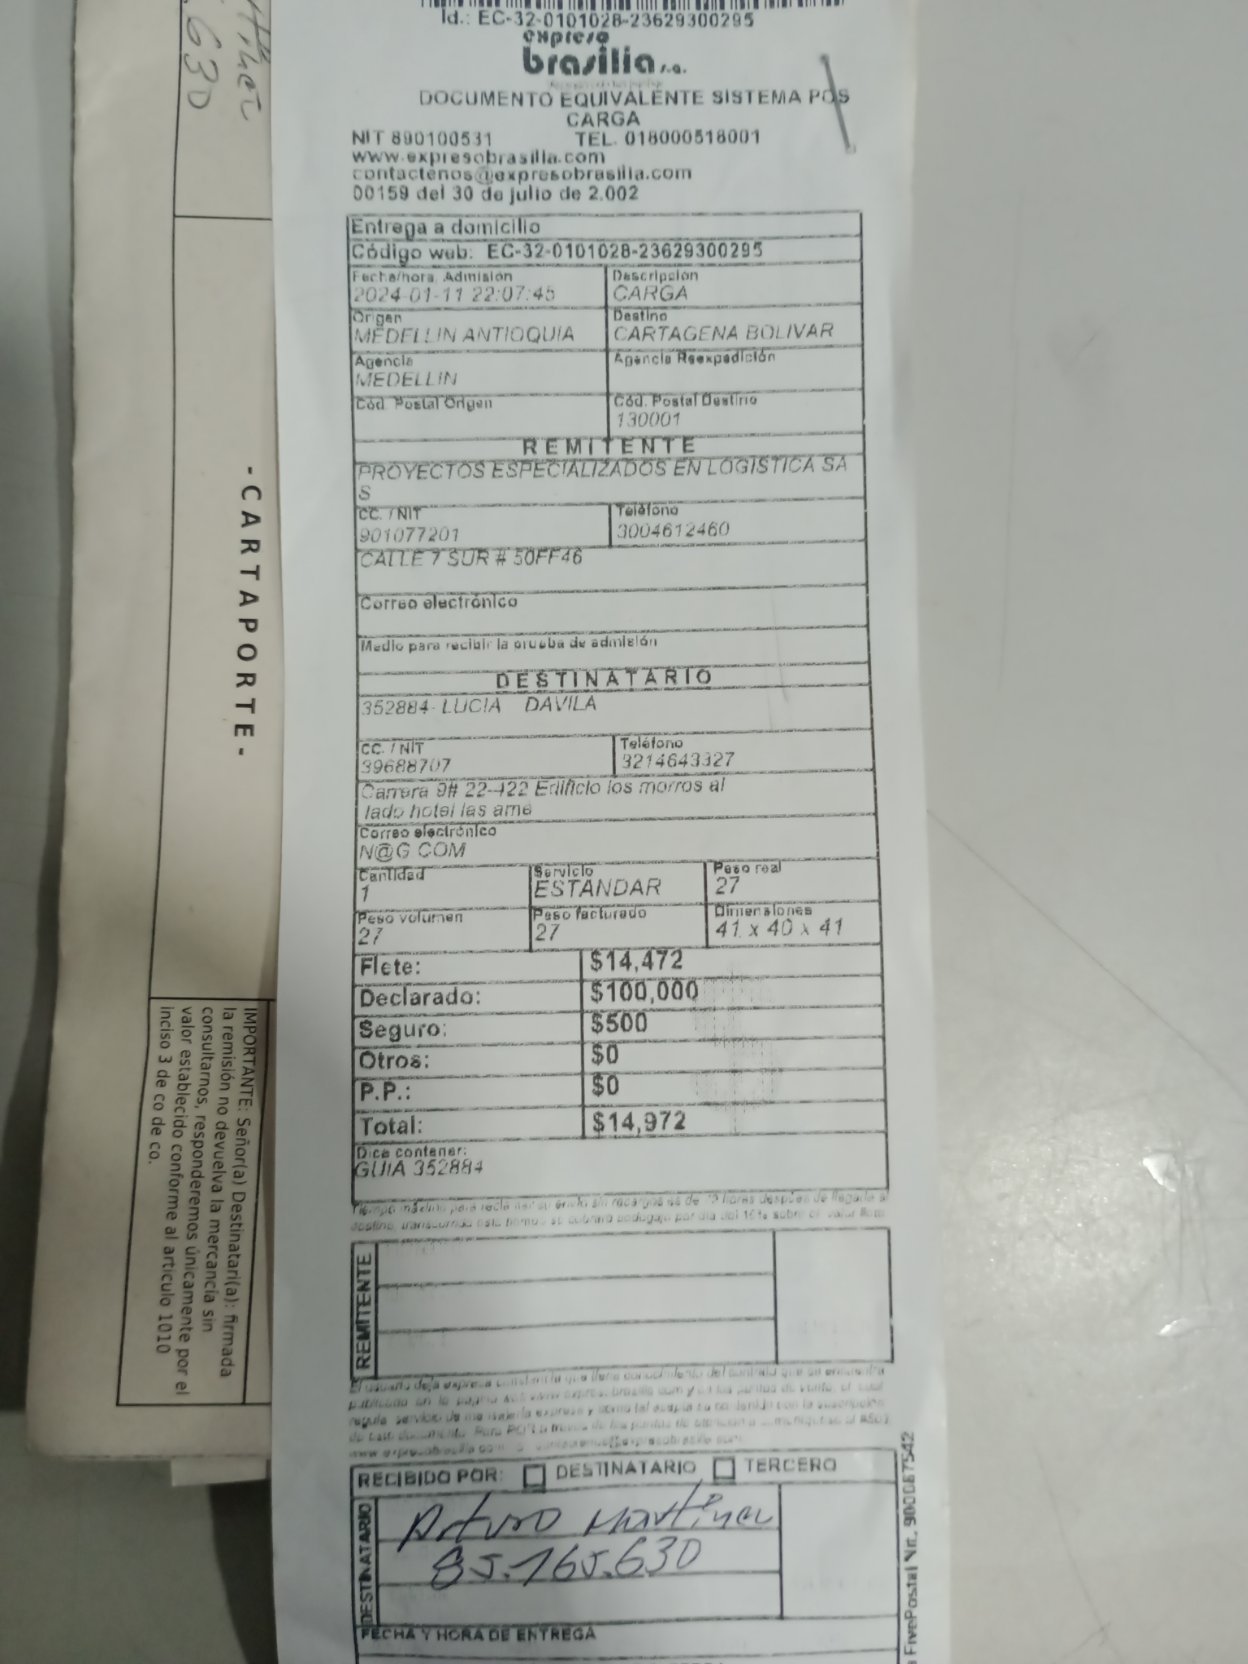 Id.: EC-32-0101028-23629300295
expreso
brasilia s.a.
DOCUMENTO EQUIVALENTE SISTEMA POS
CARGA
NIT 890100531 TEL. 018000518001
www.expresobrasilia.com
contactenos@expresobrasilia.com
00159 del 30 de julio de 2.002
Entrega a domicilio
Código web: EC-32-0101028-23629300295
Fecha/hora Admisión Descripción
2024-01-11 22:07:45 CARGA
Origen Destino
MEDELLIN ANTIOQUIA CARTAGENA BOLIVAR
Agencia Agencia Reexpedición
MEDELLIN
Cód. Postal Origen Cód. Postal Destino
130001
REMITENTE
PROYECTOS ESPECIALIZADOS EN LOGISTICA SA
S
CC. / NIT Teléfono
901077201 3004612460
CALLE 7 SUR # 50FF46
Correo electrónico
Medio para recibir la prueba de admisión
DESTINATARIO
352884- LUCIA DAVILA
CC. / NIT Teléfono
39688707 3214643327
Carrera 9# 22-422 Edificio los morros al
lado hotel las ame
Correo electrónico
N@G.COM
Cantidad Servicio Peso real
1 ESTANDAR 27
Peso volumen Peso facturado Dimensiones
27 27 41 x 40 x 41
Flete: $14,472
Declarado: $100,000
Seguro: $500
Otros: $0
P.P.: $0
Total: $14,972
Dice contener:
GUIA 352884
REMITENTE
RECIBIDO POR: DESTINATARIO TERCERO
DESTINATARIO
Arturo Martinez
85.165.630
FECHA Y HORA DE ENTREGA
FivePostal Nit. 900087542
630
-CARTAPORTE-
IMPORTANTE: Señor(a) Destinatari(a): firmada
la remisión no devuelva la mercancía sin
consultarnos, responderemos únicamente por el
valor establecido conforme al articulo 1010
inciso 3 de co de co.